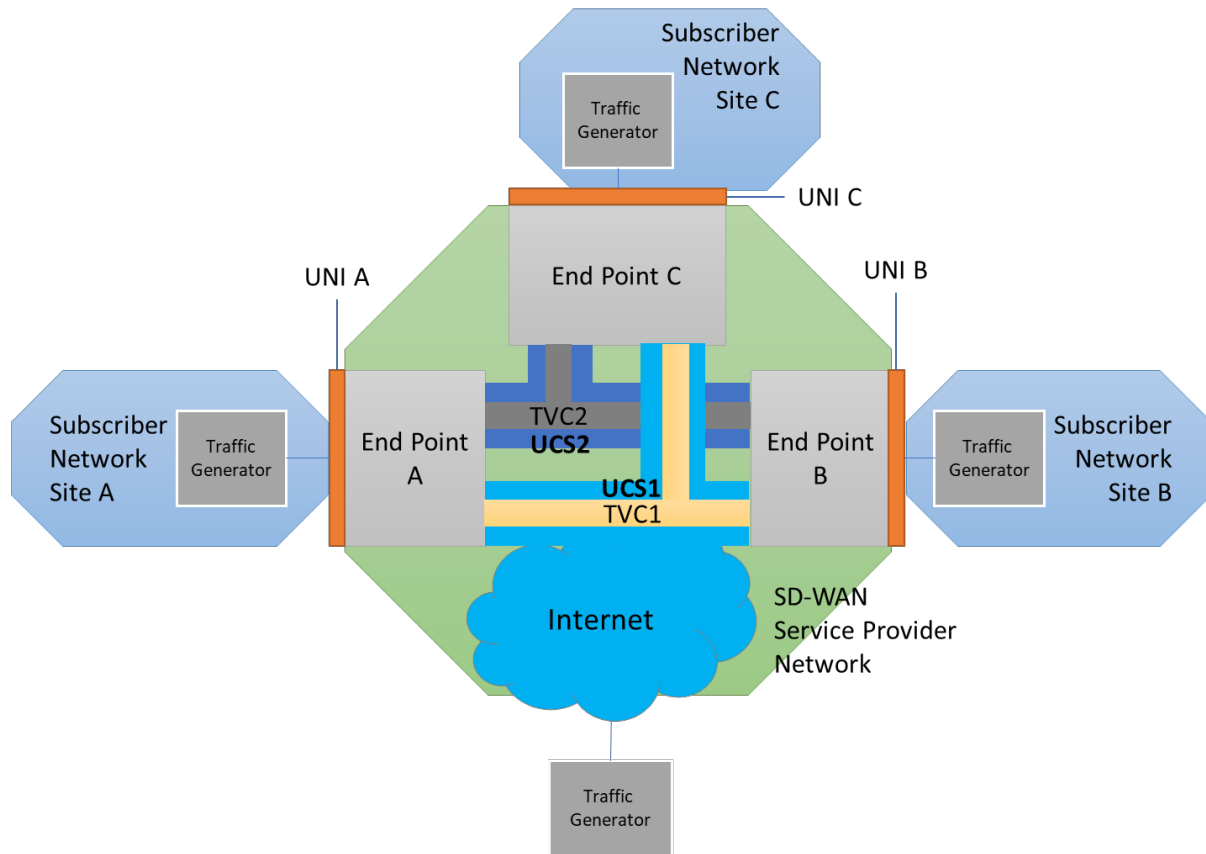 Subscriber
Network
Site C
Traffic
Generator
UNI C
End Point C
UNI A
UNI B
Subscriber
Network
Site A
Traffic
Generator
End Point
A
TVC2
UCS2
UCS1
TVC1
End Point
B
Traffic
Generator
Subscriber
Network
Site B
Internet
SD-WAN
Service Provider
Network
Traffic
Generator